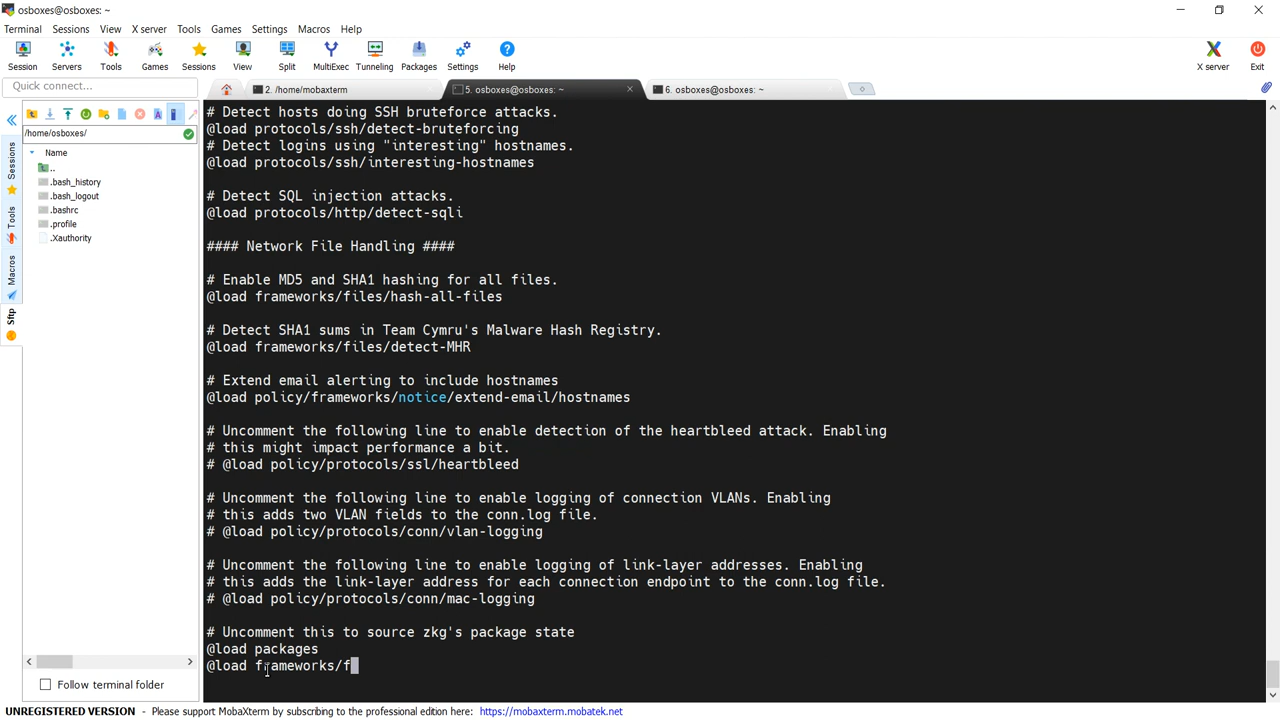 osboxes@osboxes: ~
Terminal Sessions View X server Tools Games Settings Macros Help
Session Servers Tools Games Sessions View Split MultiExec Tunneling Packages Settings Help X server Exit
Quick connect...
2. /home/mobaxterm
5. osboxes@osboxes: ~
6. osboxes@osboxes: ~
/home/osboxes/
Name
..
.bash_history
.bash_logout
.bashrc
.profile
.Xauthority
Sessions
Tools
Macros
Sftp
Follow terminal folder
# Detect hosts doing SSH bruteforce attacks.
@load protocols/ssh/detect-bruteforcing
# Detect logins using "interesting" hostnames.
@load protocols/ssh/interesting-hostnames
# Detect SQL injection attacks.
@load protocols/http/detect-sqli
#### Network File Handling ####
# Enable MD5 and SHA1 hashing for all files.
@load frameworks/files/hash-all-files
# Detect SHA1 sums in Team Cymru's Malware Hash Registry.
@load frameworks/files/detect-MHR
# Extend email alerting to include hostnames
@load policy/frameworks/notice/extend-email/hostnames
# Uncomment the following line to enable detection of the heartbleed attack. Enabling
# this might impact performance a bit.
# @load policy/protocols/ssl/heartbleed
# Uncomment the following line to enable logging of connection VLANs. Enabling
# this adds two VLAN fields to the conn.log file.
# @load policy/protocols/conn/vlan-logging
# Uncomment the following line to enable logging of link-layer addresses. Enabling
# this adds the link-layer address for each connection endpoint to the conn.log file.
# @load policy/protocols/conn/mac-logging
# Uncomment this to source zkg's package state
@load packages
@load frameworks/f
UNREGISTERED VERSION - Please support MobaXterm by subscribing to the professional edition here: https://mobaxterm.mobatek.net